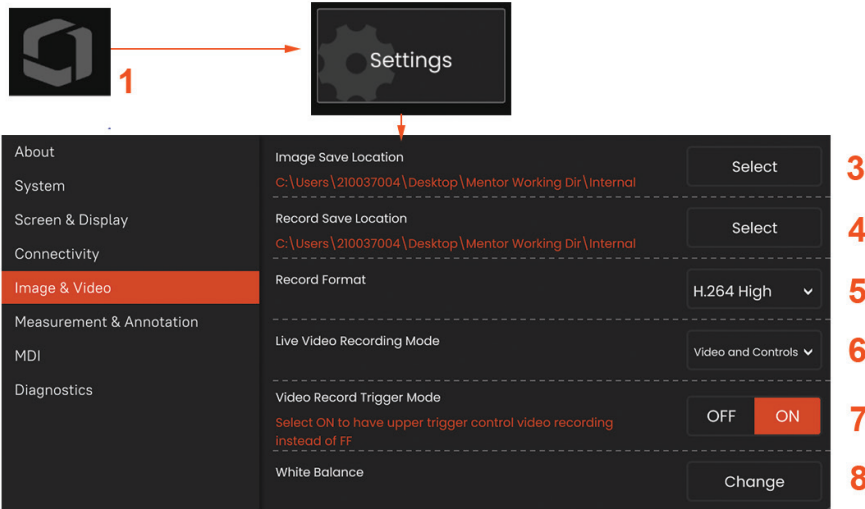 1
Settings
About
System
Screen & Display
Connectivity
Image & Video
Measurement & Annotation
MDI
Diagnostics
Image Save Location
C:\Users\210037004\Desktop\Mentor Working Dir\Internal
Select
3
Record Save Location
C:\Users\210037004\Desktop\Mentor Working Dir\Internal
Select
4
Record Format
H.264 High
5
Live Video Recording Mode
Video and Controls
6
Video Record Trigger Mode
Select ON to have upper trigger control video recording
instead of FF
OFF ON
7
White Balance
Change
8